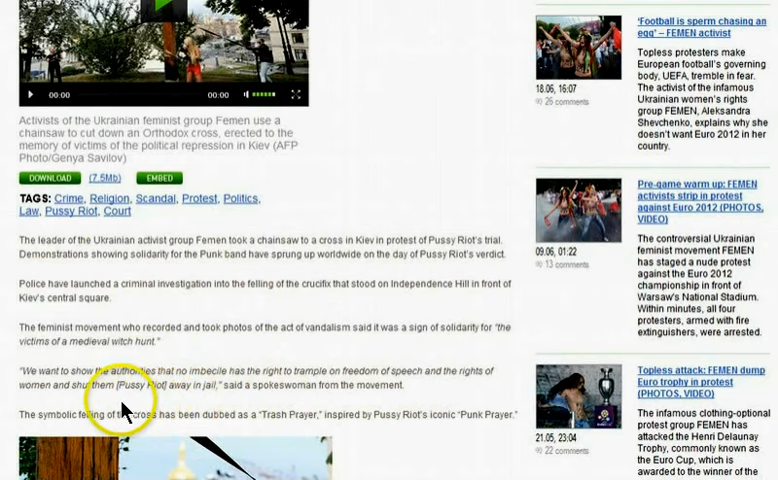 00:00
00:00
Activists of the Ukrainian feminist group Femen use a
chainsaw to cut down an Orthodox cross, erected to the
memory of victims of the political repression in Kiev (AFP
Photo/Genya Savilov)
DOWNLOAD (7.5Mb) EMBED
TAGS: Crime, Religion, Scandal, Protest, Politics,
Law, Pussy Riot, Court
The leader of the Ukrainian activist group Femen took a chainsaw to a cross in Kiev in protest of Pussy Riot's trial.
Demonstrations showing solidarity for the Punk band have sprung up worldwide on the day of Pussy Riot's verdict.
Police have launched a criminal investigation into the felling of the crucifix that stood on Independence Hill in front of
Kiev's central square.
The feminist movement who recorded and took photos of the act of vandalism said it was a sign of solidarity for "the
victims of a medieval witch hunt."
"We want to show the authorities that no imbecile has the right to trample on freedom of speech and the rights of
women and shut them [Pussy Riot] away in jail," said a spokeswoman from the movement.
The symbolic felling of the cross has been dubbed as a "Trash Prayer," inspired by Pussy Riot's iconic "Punk Prayer."
'Football is sperm chasing an
egg' – FEMEN activist
Topless protesters make
European football's governing
body, UEFA, tremble in fear.
The activist of the infamous
Ukrainian women's rights
group FEMEN, Aleksandra
Shevchenko, explains why she
doesn't want Euro 2012 in her
country.
18.06, 16:07
26 comments
Pre-game warm up: FEMEN
activists strip in protest
against Euro 2012 (PHOTOS,
VIDEO)
The controversial Ukrainian
feminist movement FEMEN
has staged a nude protest
against the Euro 2012
championship in front of
Warsaw's National Stadium.
Within minutes, all four
protesters, armed with fire
extinguishers, were arrested.
09.06, 01:22
13 comments
Topless attack: FEMEN dump
Euro trophy in protest
(PHOTOS, VIDEO)
The infamous clothing-optional
protest group FEMEN has
attacked the Henri Delaunay
Trophy, commonly known as
the Euro Cup, which is
awarded to the winner of the
21.05, 23:04
22 comments